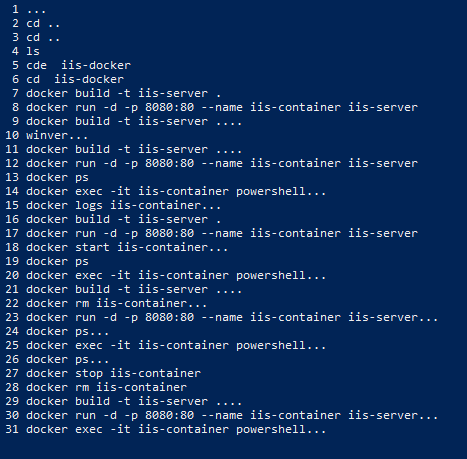 1 ...
2 cd ..
3 cd ..
4 ls
5 cde  iis-docker
6 cd  iis-docker
7 docker build -t iis-server .
8 docker run -d -p 8080:80 --name iis-container iis-server
9 docker build -t iis-server ....
10 winver...
11 docker build -t iis-server ....
12 docker run -d -p 8080:80 --name iis-container iis-server
13 docker ps
14 docker exec -it iis-container powershell...
15 docker logs iis-container...
16 docker build -t iis-server .
17 docker run -d -p 8080:80 --name iis-container iis-server
18 docker start iis-container...
19 docker ps
20 docker exec -it iis-container powershell...
21 docker build -t iis-server ....
22 docker rm iis-container...
23 docker run -d -p 8080:80 --name iis-container iis-server...
24 docker ps...
25 docker exec -it iis-container powershell...
26 docker ps...
27 docker stop iis-container
28 docker rm iis-container
29 docker build -t iis-server ....
30 docker run -d -p 8080:80 --name iis-container iis-server...
31 docker exec -it iis-container powershell...